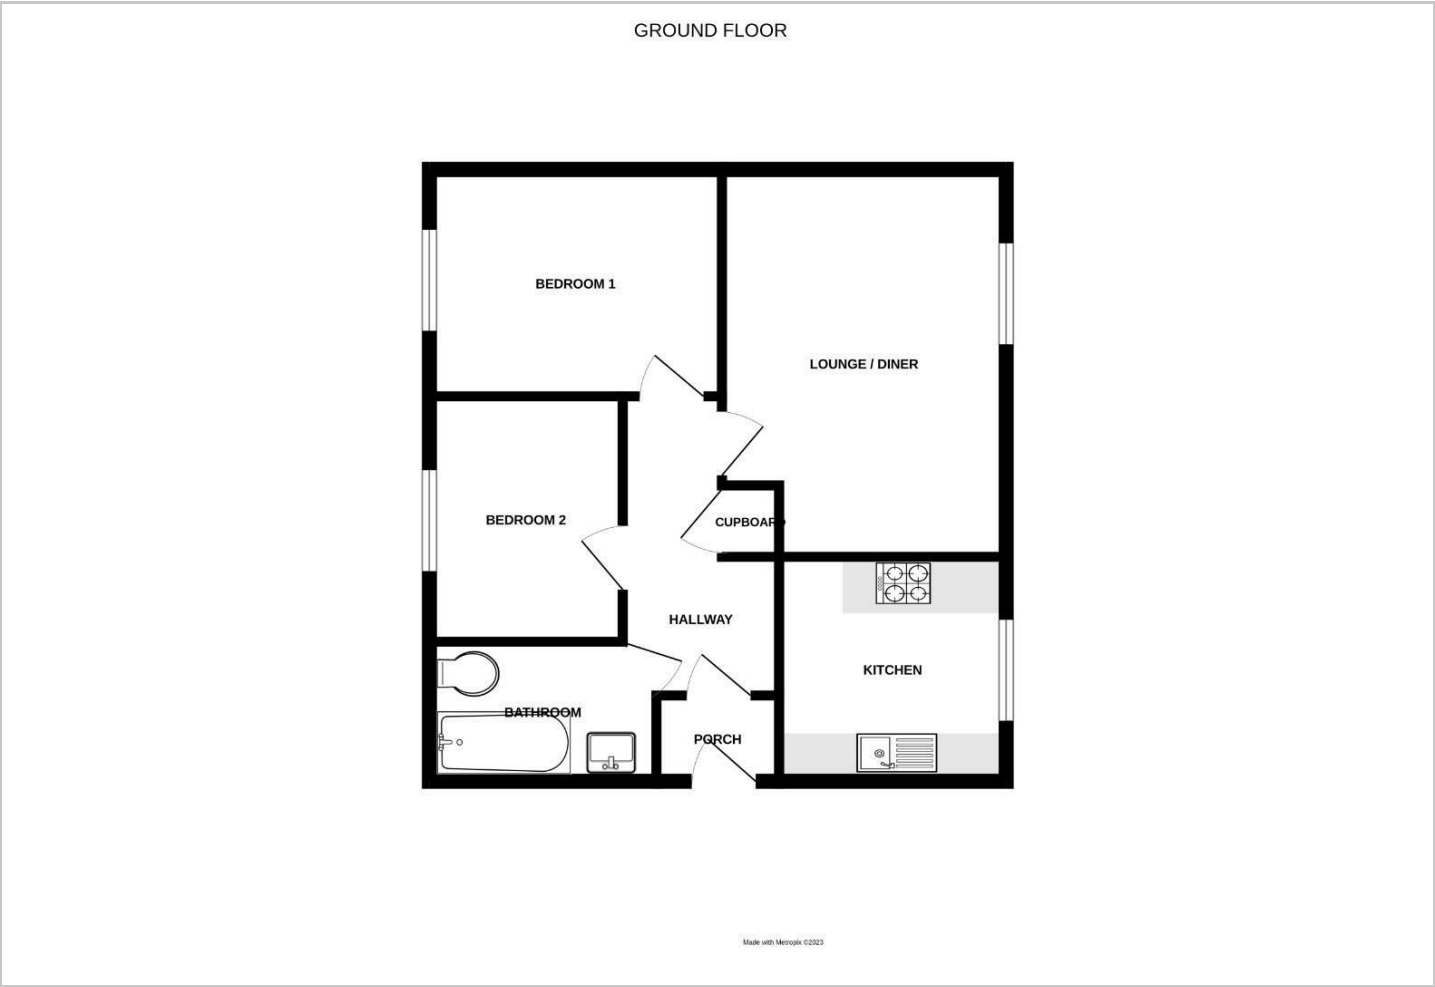 GROUND FLOOR
BEDROOM 1
LOUNGE / DINER
BEDROOM 2
CUPBOARD
HALLWAY
KITCHEN
BATHROOM
PORCH
Made with Metropix ©2023